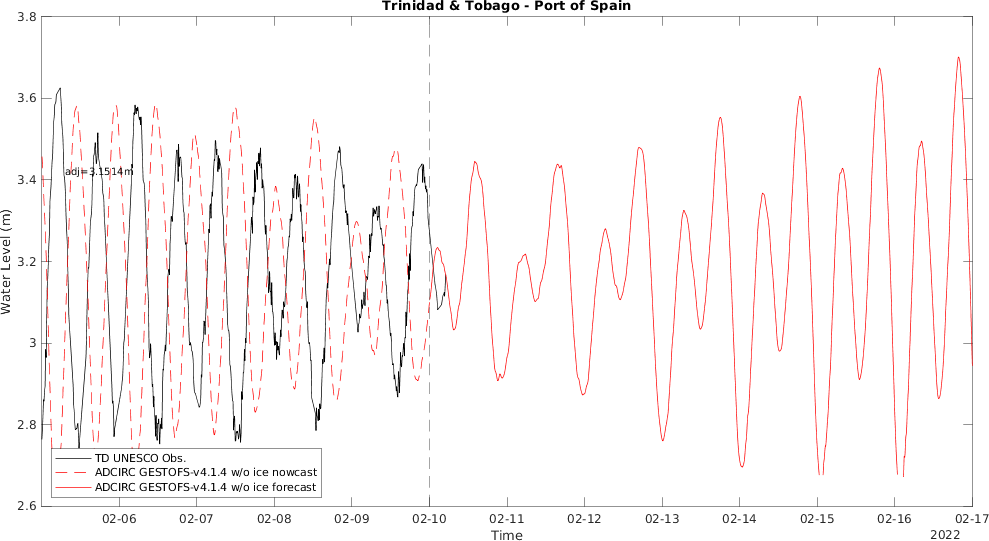 Trinidad & Tobago - Port of Spain
3.8
3.6
3.4
3.2
3
2.8
2.6
Water Level (m)
adj=3.1514m
TD UNESCO Obs.
ADCIRC GESTOFS-v4.1.4 w/o ice nowcast
ADCIRC GESTOFS-v4.1.4 w/o ice forecast
02-06 02-07 02-08 02-09 02-10 02-11 02-12 02-13 02-14 02-15 02-16 02-17
Time
2022